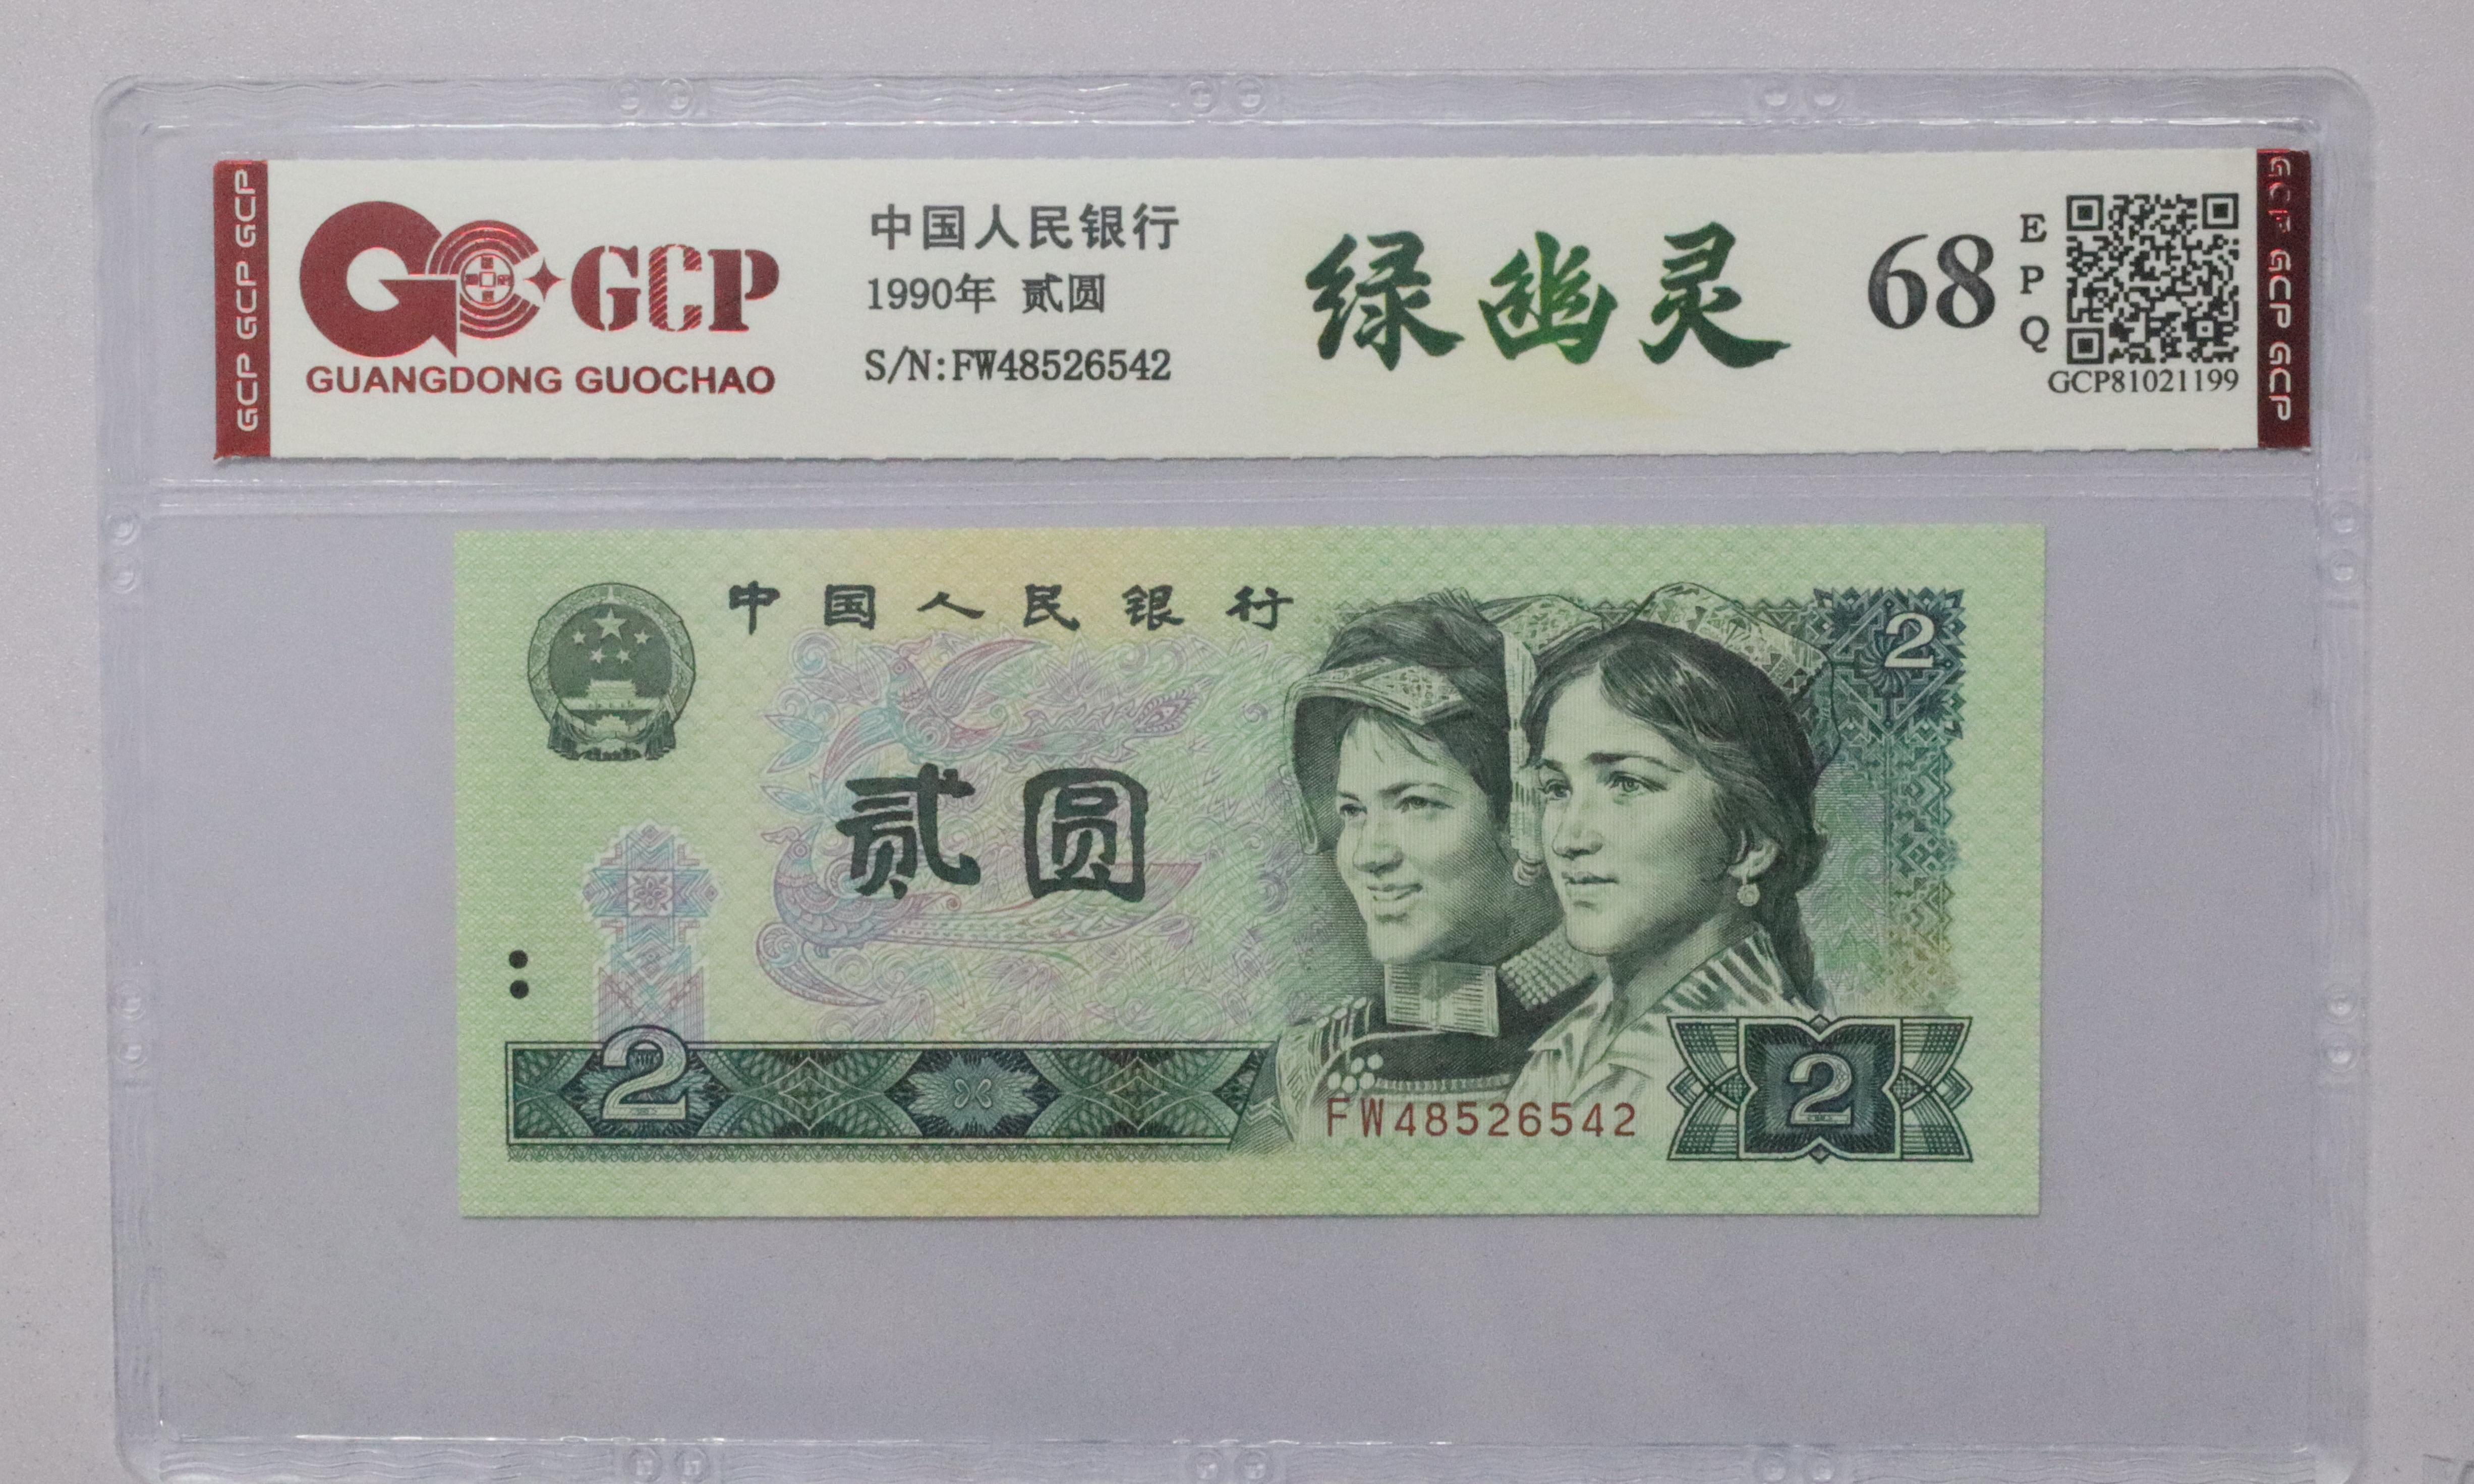 GCP GCP GCP
GCP
GUANGDONG GUOCHAO
中国人民银行
1990年 贰圆
S/N:FW48526542
绿幽灵
68
E
P
Q
GCP81021199
GCP GCP GCP
中国人民银行
2
贰圆
2
FW48526542
2